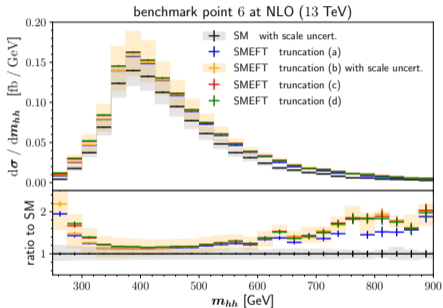 benchmark point 6 at NLO (13 TeV)
dσ / dm_hh [fb / GeV]
0.20
0.15
0.10
0.05
0.00
SM with scale uncert.
SMEFT truncation (a)
SMEFT truncation (b) with scale uncert.
SMEFT truncation (c)
SMEFT truncation (d)
ratio to SM
2
1
300 400 500 600 700 800 900
m_hh [GeV]